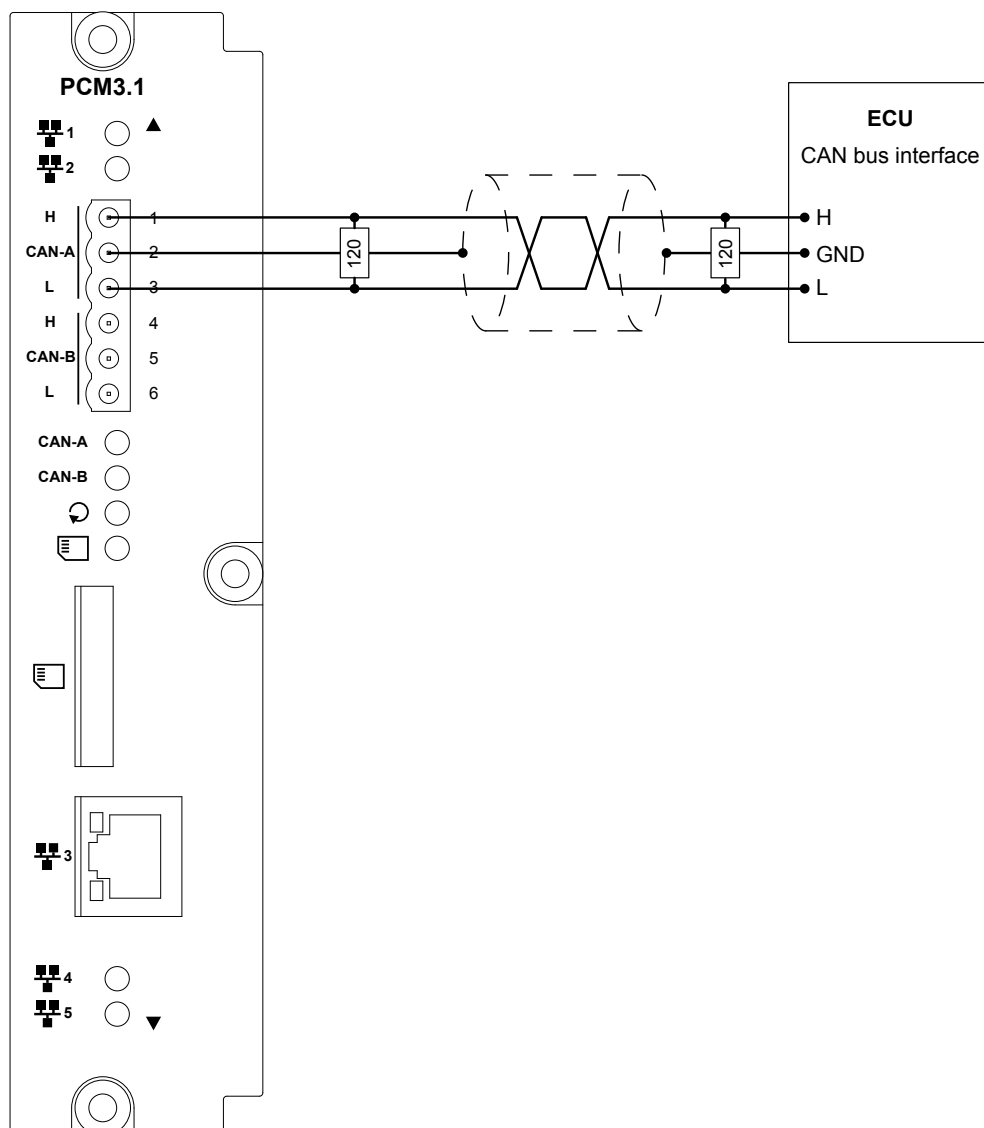 PCM3.1
1
2
H 1
CAN-A 2
L 3
H 4
CAN-B 5
L 6
120
120
ECU
CAN bus interface
H
GND
L
CAN-A
CAN-B
3
4
5